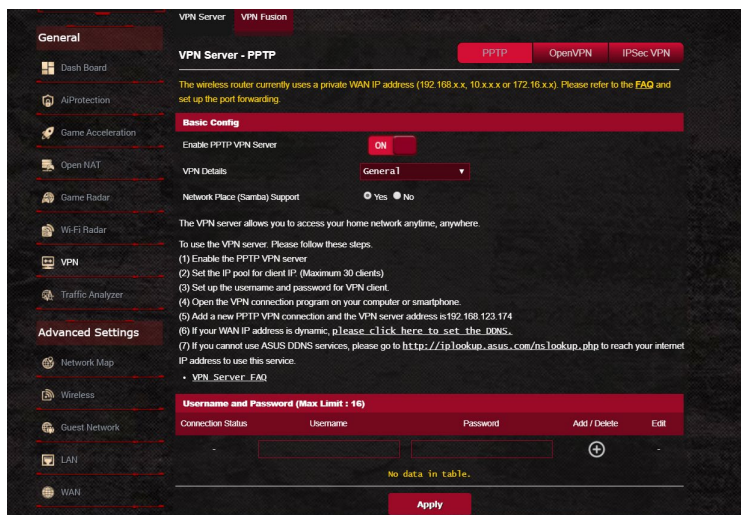 VPN Server VPN Fusion
General
VPN Server - PPTP PPTP OpenVPN IPSec VPN
Dash Board
The wireless router currently uses a private WAN IP address (192.168.x.x, 10.x.x.x or 172.16.x.x). Please refer to the FAQ and
set up the port forwarding.
AiProtection
Basic Config
Game Acceleration
Enable PPTP VPN Server ON
Open NAT
VPN Details General
Game Radar
Network Place (Samba) Support Yes No
The VPN server allows you to access your home network anytime, anywhere.
Wi-Fi Radar
To use the VPN server. Please follow these steps.
(1) Enable the PPTP VPN server
VPN
(2) Set the IP pool for client IP. (Maximum 30 clients)
(3) Set up the username and password for VPN client.
Traffic Analyzer
(4) Open the VPN connection program on your computer or smartphone.
(5) Add a new PPTP VPN connection and the VPN server address is192.168.123.174
Advanced Settings
(6) If your WAN IP address is dynamic, please click here to set the DDNS.
(7) If you cannot use ASUS DDNS services, please go to http://iplookup.asus.com/nslookup.php to reach your internet
IP address to use this service.
Network Map
• VPN Server FAQ
Wireless
Username and Password (Max Limit : 16)
Connection Status Username Password Add / Delete Edit
Guest Network
- -
LAN
No data in table.
WAN
Apply